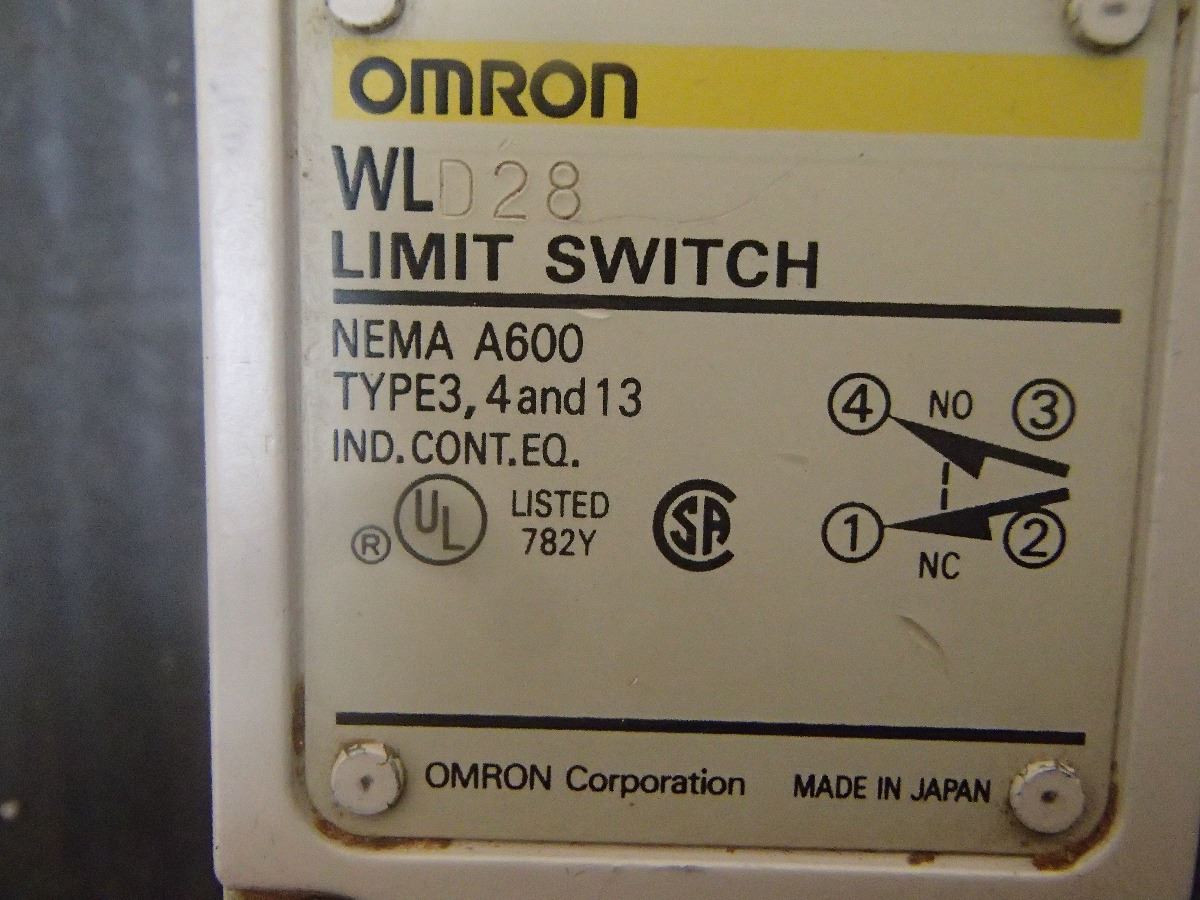 OMRON
WLD28
LIMIT SWITCH
NEMA A600
TYPE3, 4 and 13
IND. CONT. EQ.
® UL LISTED 782Y SA
4 NO 3
1 NC 2
OMRON Corporation MADE IN JAPAN